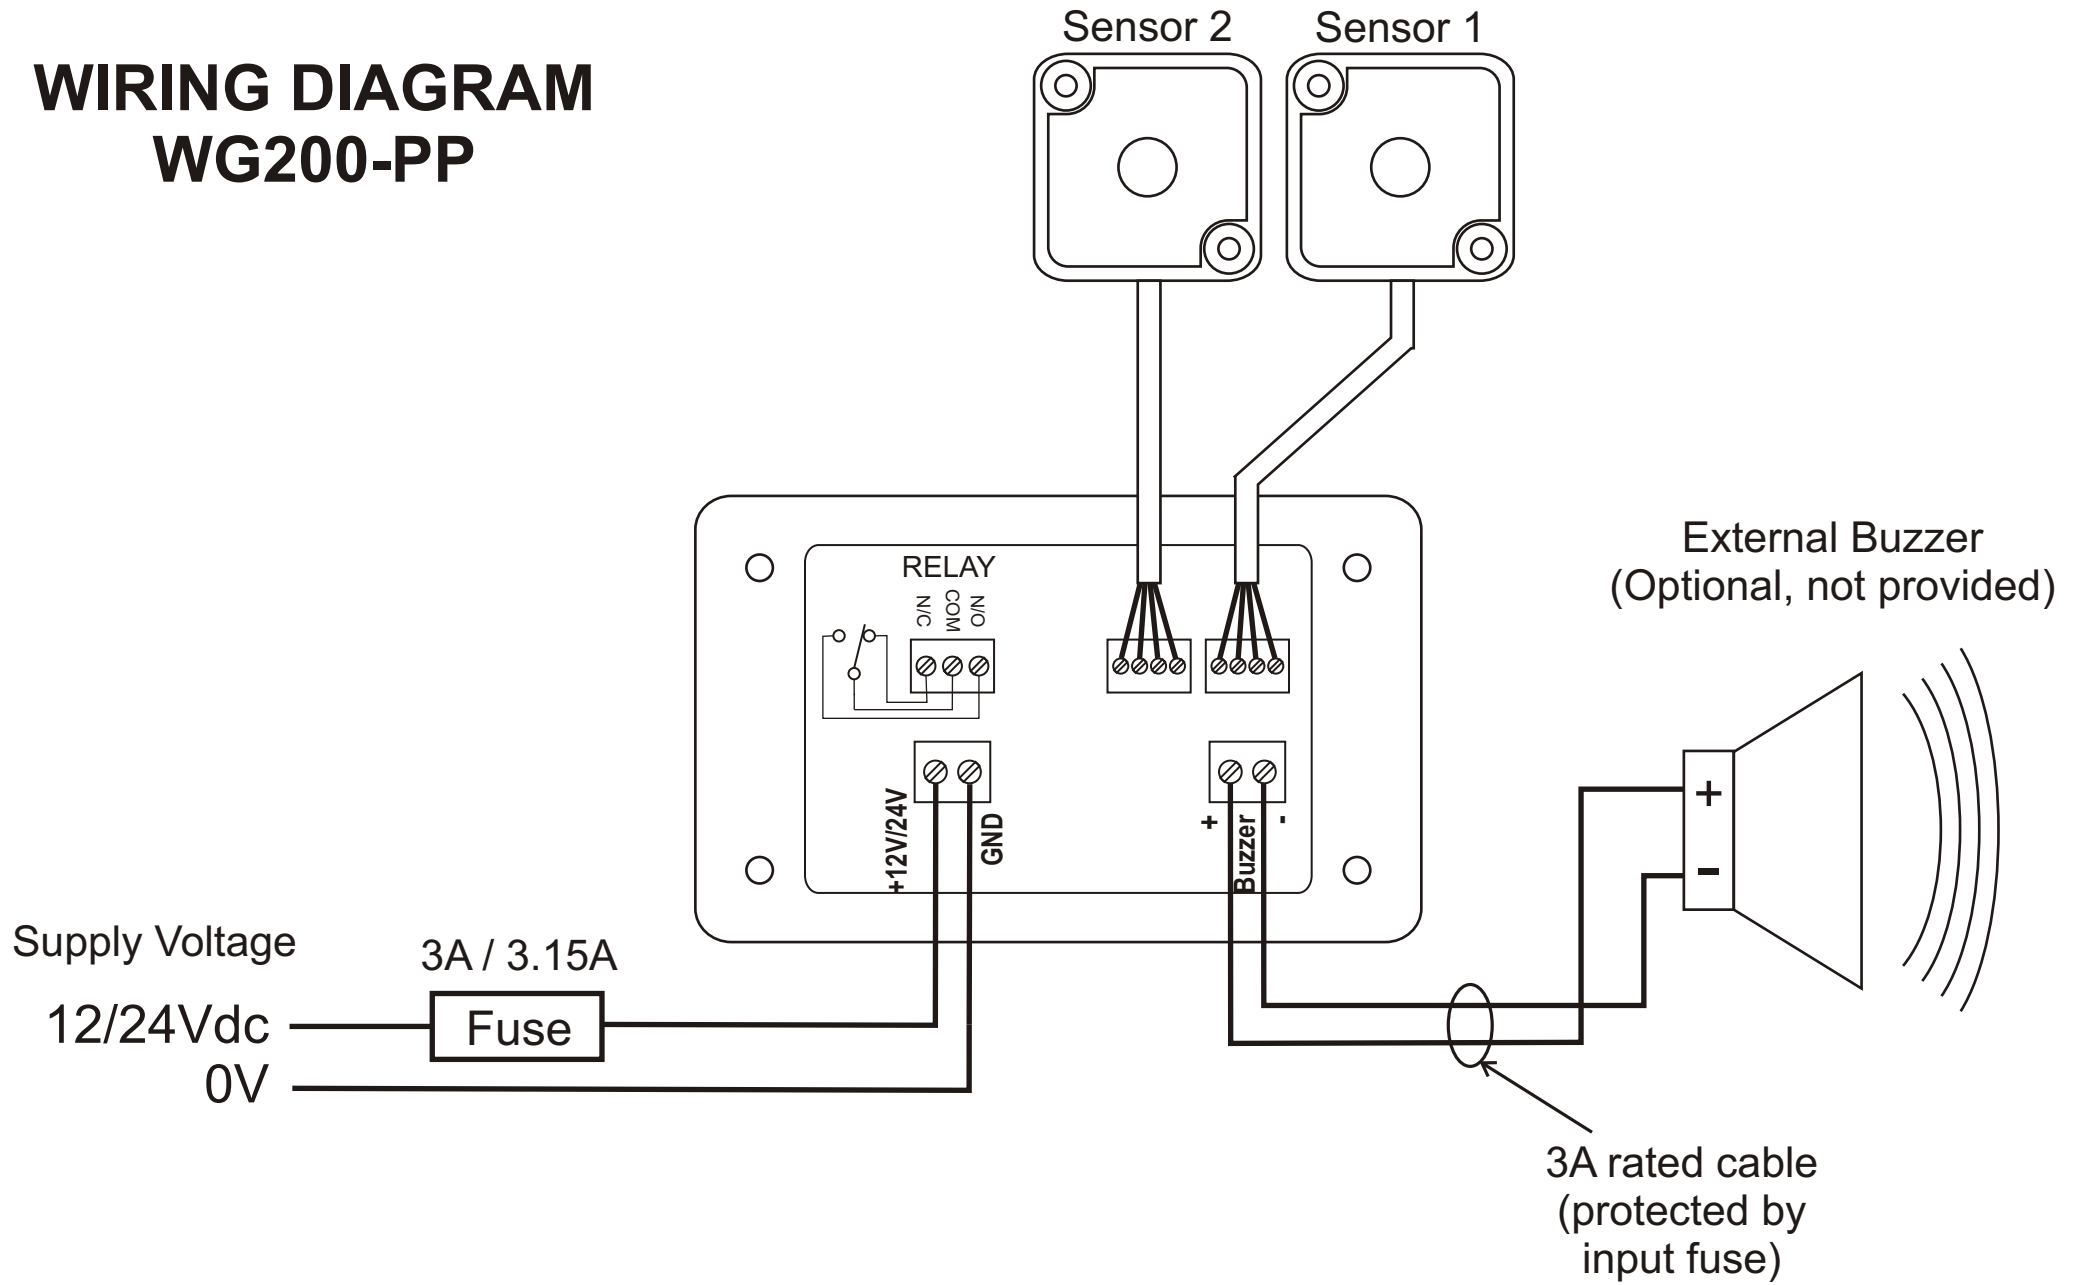 WIRING DIAGRAM
WG200-PP
Sensor 2
Sensor 1
RELAY
N/C
COM
N/O
External Buzzer
(Optional, not provided)
+12V/24V
GND
+
Buzzer
-
+
-
Supply Voltage
3A / 3.15A
12/24Vdc
Fuse
0V
3A rated cable
(protected by
input fuse)